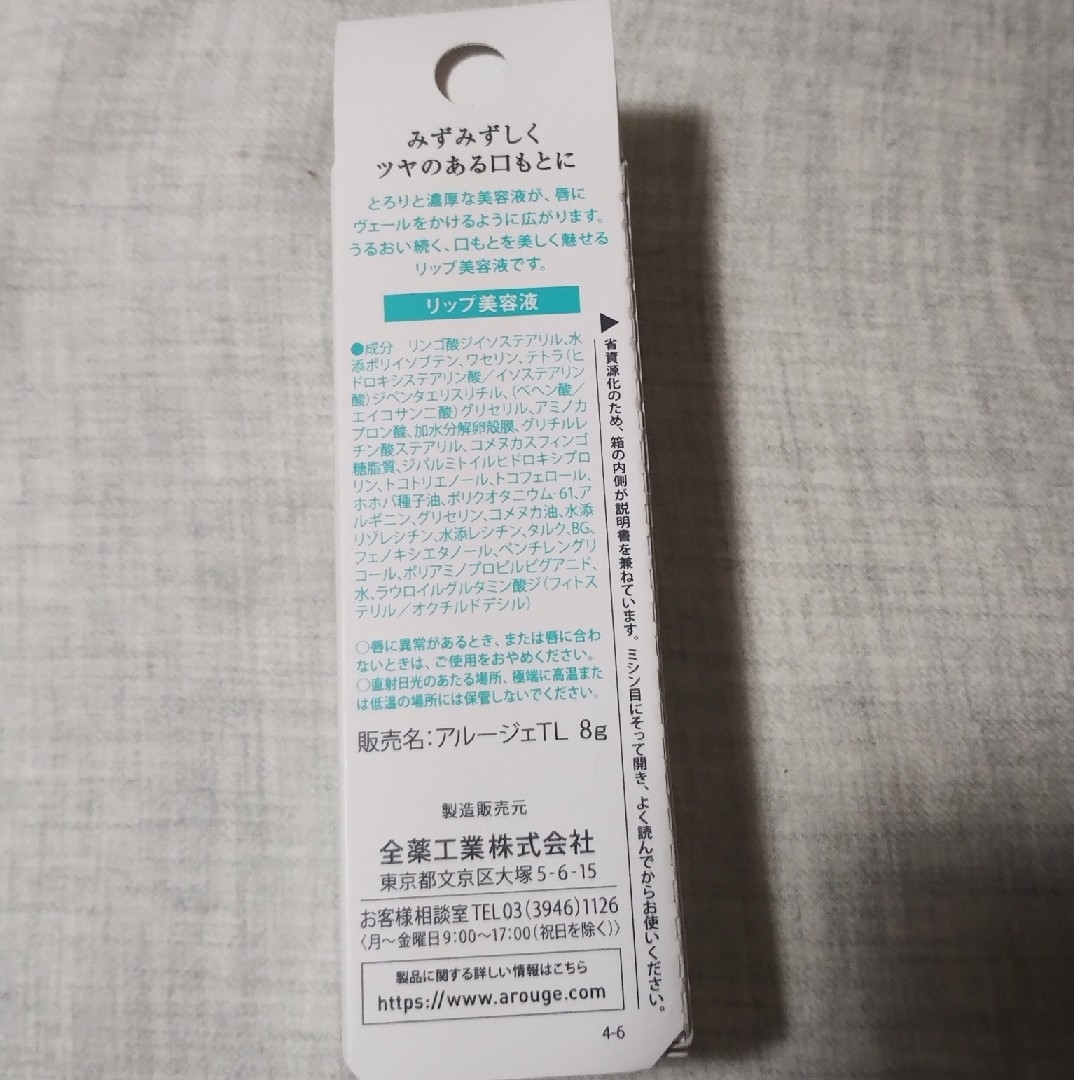 みずみずしく
ツヤのある口もとに
とろりと濃厚な美容液が、唇に
ヴェールをかけるように広がります。
うるおい続く、口もとを美しく魅せる
リップ美容液です。
リップ美容液
●成分 リンゴ酸ジイソステアリル、水
添ポリイソブテン、ワセリン、テトラ(ヒ
ドロキシステアリン酸/イソステアリン
酸)ジペンタエリスリチル、(ベヘン酸/
エイコサン二酸)グリセリル、アミノカ
プロン酸、加水分解卵殻膜、グリチルレ
チン酸ステアリル、コメヌカスフィンゴ
糖脂質、ジパルミトイルヒドロキシプロ
リン、トコトリエノール、トコフェロール、
ホホバ種子油、ポリクオタニウム-61、ア
ルギニン、グリセリン、コメヌカ油、水添
リゾレシチン、水添レシチン、タルク、BG、
フェノキシエタノール、ペンチレングリ
コール、ポリアミノプロピルビグアニド、
水、ラウロイルグルタミン酸ジ(フィトス
テリル/オクチルドデシル)
○唇に異常があるとき、または唇に合わ
ないときは、ご使用をおやめください。
○直射日光のあたる場所、極端に高温また
は低温の場所には保管しないでください。
販売名:アルージェTL 8g
製造販売元
全薬工業株式会社
東京都文京区大塚5-6-15
お客様相談室TEL03(3946)1126
〈月～金曜日9:00～17:00(祝日を除く)〉
製品に関する詳しい情報はこちら
https://www.arouge.com
4-6
▶省資源化のため、箱の内側が説明書を兼ねています。ミシン目にそって開き、よく読んでからお使いください。